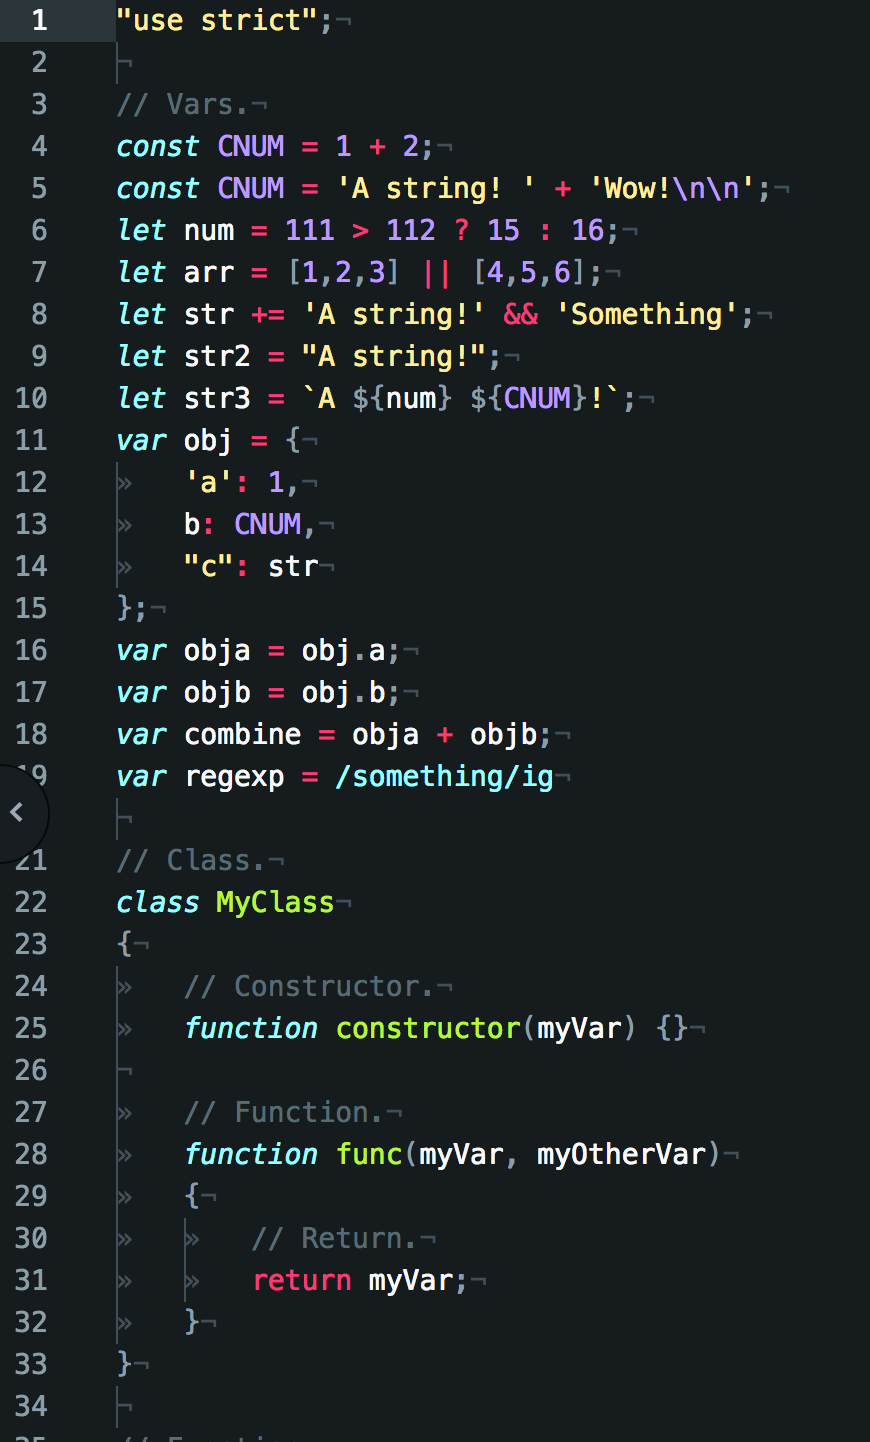 1 "use strict";¬
2 ¬
3 // Vars.¬
4 const CNUM = 1 + 2;¬
5 const CNUM = 'A string! ' + 'Wow!\n\n';¬
6 let num = 111 > 112 ? 15 : 16;¬
7 let arr = [1,2,3] || [4,5,6];¬
8 let str += 'A string!' && 'Something';¬
9 let str2 = "A string!";¬
10 let str3 = `A ${num} ${CNUM}!`;¬
11 var obj = {¬
12 »   'a': 1,¬
13 »   b: CNUM,¬
14 »   "c": str¬
15 };¬
16 var obja = obj.a;¬
17 var objb = obj.b;¬
18 var combine = obja + objb;¬
19 var regexp = /something/ig¬
¬
21 // Class.¬
22 class MyClass¬
23 {¬
24 »   // Constructor.¬
25 »   function constructor(myVar) {}¬
26 ¬
27 »   // Function.¬
28 »   function func(myVar, myOtherVar)¬
29 »   {¬
30 »   »   // Return.¬
31 »   »   return myVar;¬
32 »   }¬
33 }¬
34 ¬